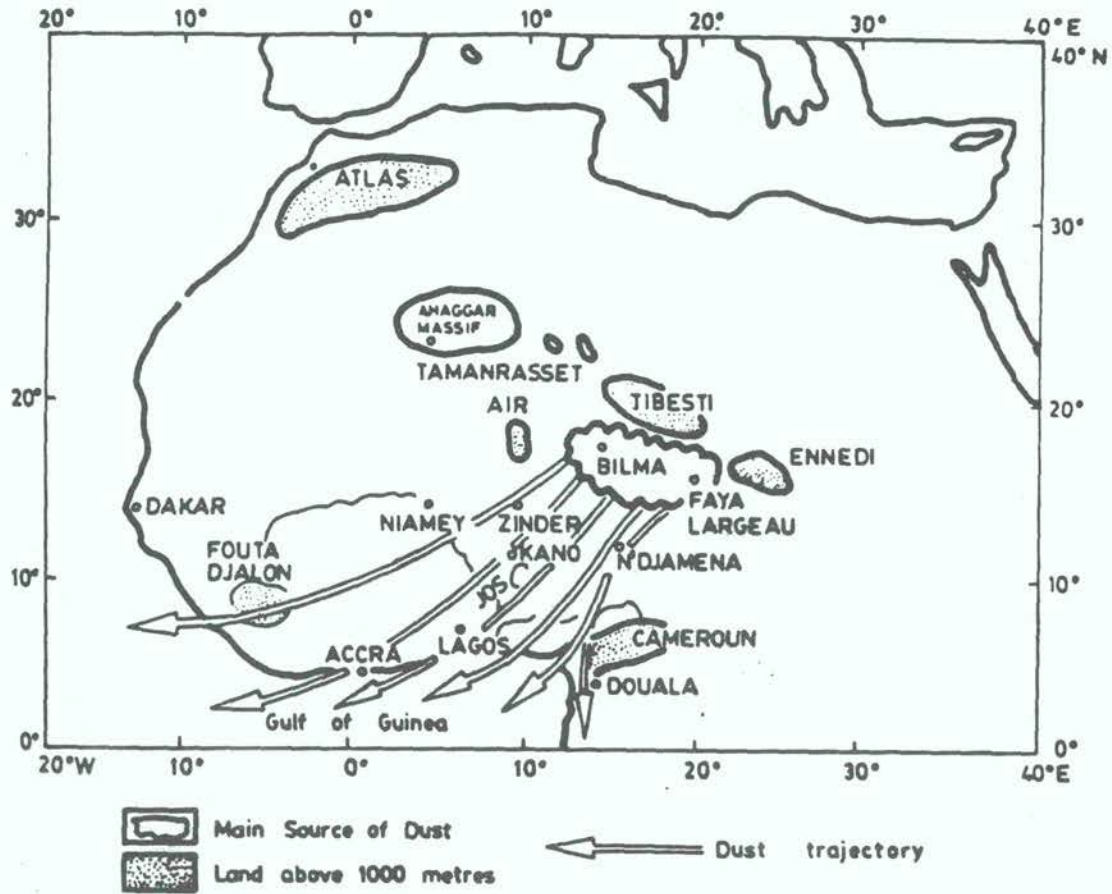 20° 10° 0° 10° 20° 30° 40°E
40°N
ATLAS
30° 30°
AHAGGAR
MASSIF
TAMANRASSET
20° 20°
AIR TIBESTI
ENNEDI
BILMA
DAKAR NIAMEY ZINDER FAYA
LARGEAU
FOUTA
DJALON
KANO N'DJAMENA
10° 10°
JOS
ACCRA LAGOS CAMEROUN
DOUALA
Gulf of Guinea
0° 0°
20°W 10° 0° 10° 20° 30° 40°E
Main Source of Dust
Dust trajectory
Land above 1000 metres